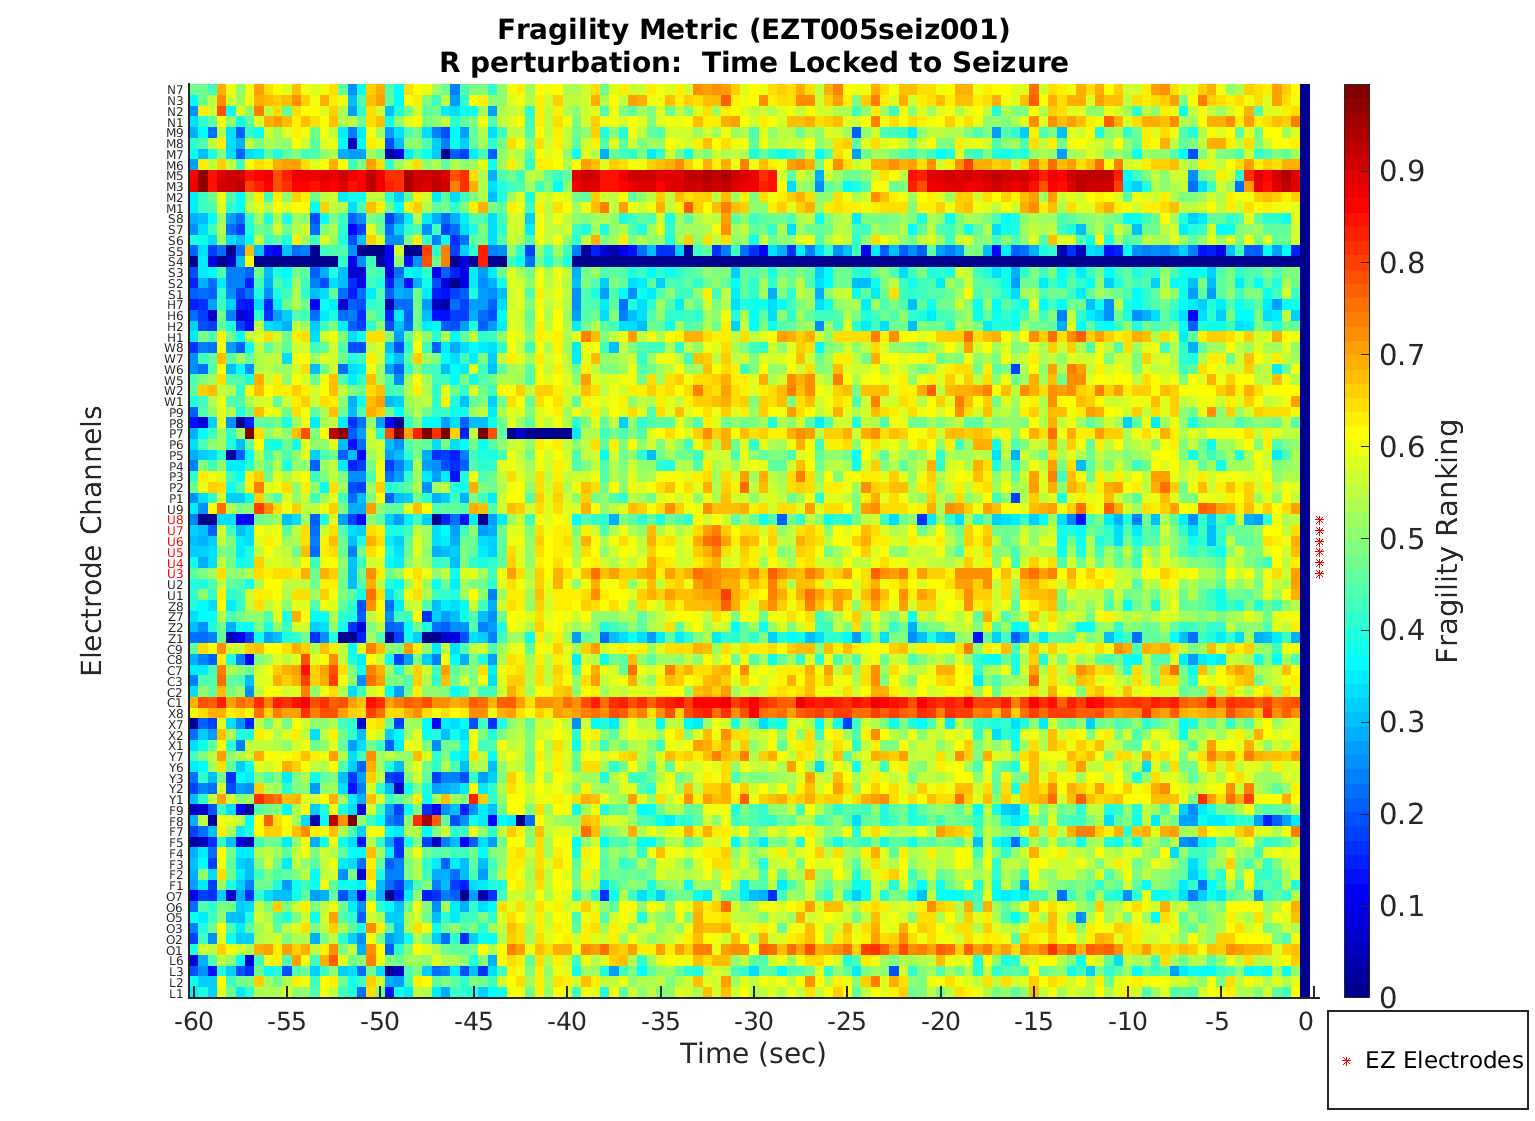 Fragility Metric (EZT005seiz001)
R perturbation: Time Locked to Seizure
Electrode Channels
N7
N3
N2
N1
M9
M8
M7
M6
M5
M3
M2
M1
S8
S7
S6
S5
S4
S3
S2
S1
H7
H6
H2
H1
W8
W7
W6
W5
W2
W1
P9
P8
P7
P6
P5
P4
P3
P2
P1
U9
U8
U7
U6
U5
U4
U3
U2
U1
Z8
Z7
Z2
Z1
C9
C8
C7
C3
C2
C1
X8
X7
X2
X1
Y7
Y6
Y3
Y2
Y1
F9
F8
F7
F5
F4
F3
F2
F1
O7
O6
O5
O3
O2
O1
L6
L3
L2
L1
-60 -55 -50 -45 -40 -35 -30 -25 -20 -15 -10 -5 0
Time (sec)
0.9
0.8
0.7
0.6
0.5
0.4
0.3
0.2
0.1
0
Fragility Ranking
EZ Electrodes